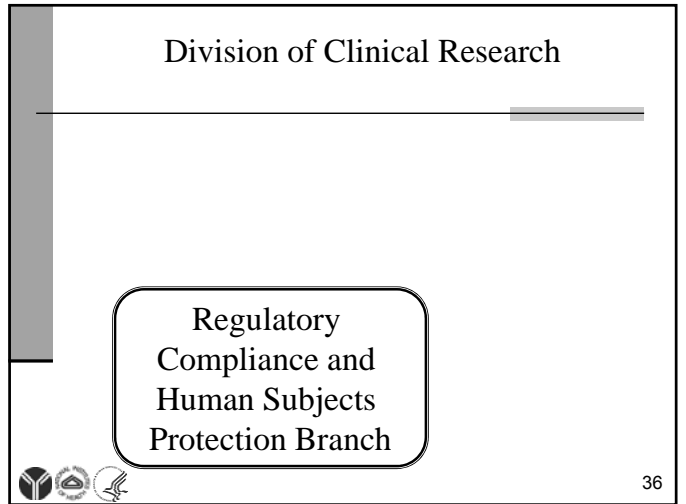 Division of Clinical Research
Regulatory
Compliance and
Human Subjects
Protection Branch
36